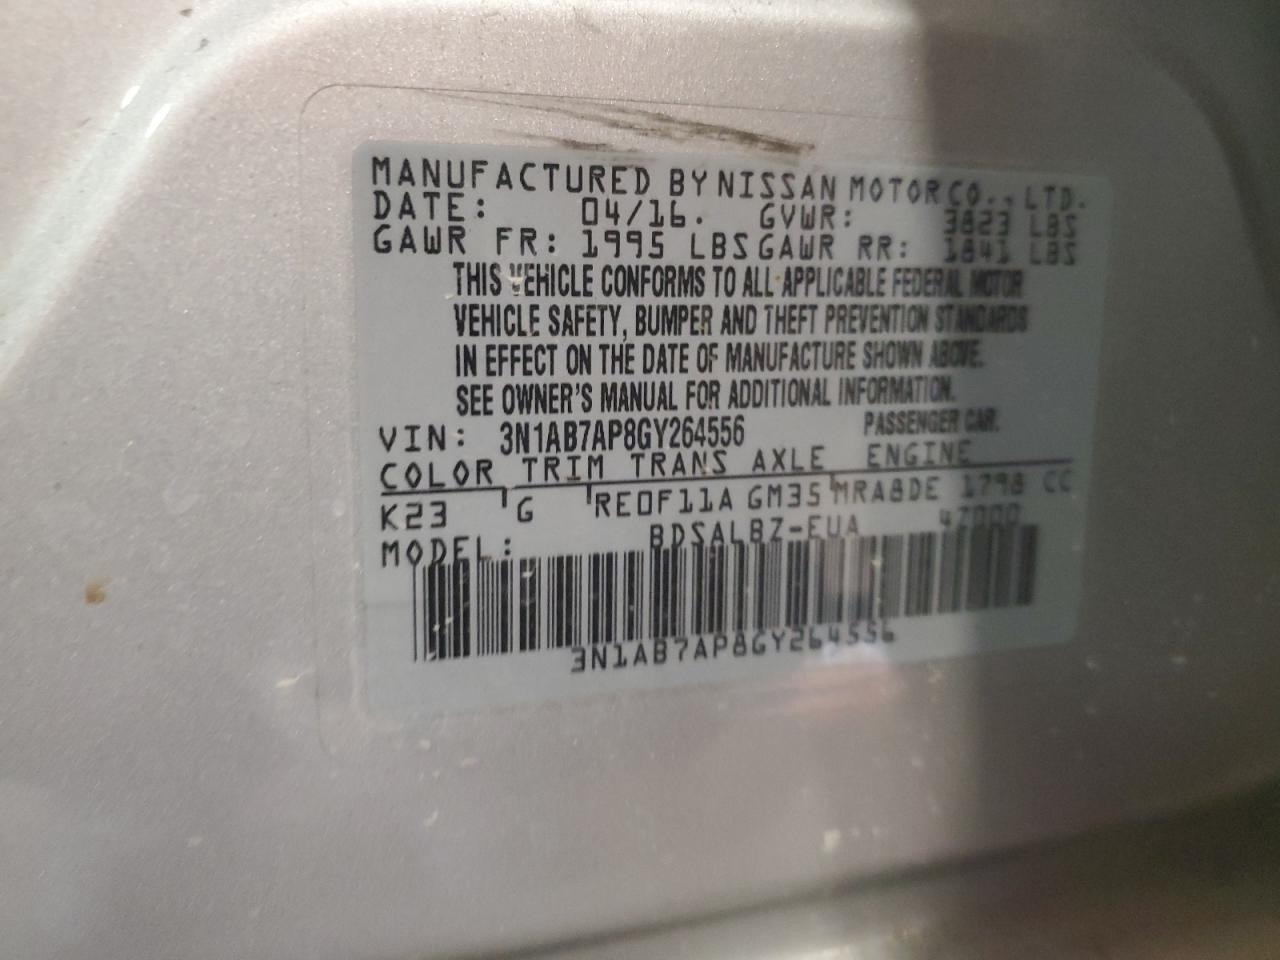 MANUFACTURED BY NISSAN MOTOR CO., LTD.
DATE: 04/16. GVWR: 3823 LBS
GAWR FR: 1995 LBS GAWR RR: 1841 LBS
THIS VEHICLE CONFORMS TO ALL APPLICABLE FEDERAL MOTOR
VEHICLE SAFETY, BUMPER AND THEFT PREVENTION STANDARDS
IN EFFECT ON THE DATE OF MANUFACTURE SHOWN ABOVE.
SEE OWNER'S MANUAL FOR ADDITIONAL INFORMATION.
VIN: 3N1AB7AP8GY264556 PASSENGER CAR.
COLOR TRIM TRANS AXLE ENGINE
K23 G RE0F11A GM35 MRA8DE 1798 CC
MODEL: BDSALBZ-EUA 47000
3N1AB7AP8GY264556